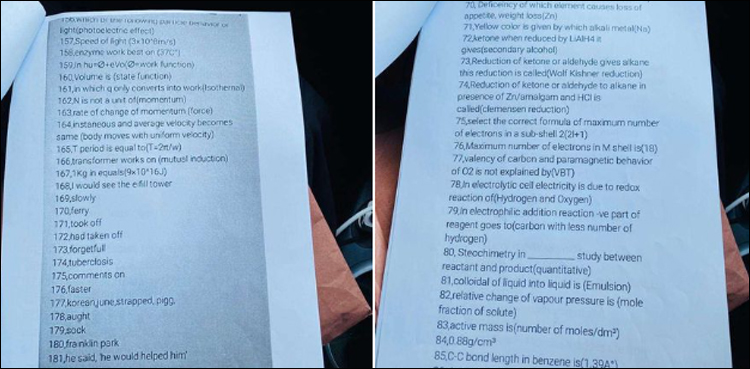 156.which of the following particle behavior of
light(photoelectric effect)
157,Speed of light (3×10^8m/s)
158,enzyme work best on (37C°)
159,In hu=Ø+eVo(Ø=work function)
160,Volume is (state function)
161,in which q only converts into work(Isothermal)
162,N is not a unit of(momentum)
163,rate of change of momentum (force)
164,instaneous and average velocity becomes
same (body moves with uniform velocity)
165,T period is equal to(T=2π/w)
166,transformer works on (mutual induction)
167,1Kg in equals(9×10^16J)
168,I would see the eifill tower
169,slowly
170,ferry
171,took off
172,had taken off
173,forgetfull
174,tuberclosis
175,comments on
176,faster
177,korean,june,strapped, pigg,
178,aught
179,sock
180,frainklin park
181,he said, 'he would helped him'
70, Deficeincy of which element causes loss of
appetite, weight loss(Zn)
71,Yellow color is given by which alkali metal(Na)
72,ketone when reduced by LiAlH4 it
gives(secondary alcohol)
73,Reduction of ketone or aldehyde gives alkane
this reduction is called(Wolf Kishner reduction)
74,Reduction of ketone or aldehyde to alkane in
presence of Zn/amalgam and HCl is
called(clemensen reduction)
75,select the correct formula of maximum number
of electrons in a sub-shell 2(2l+1)
76,Maximum number of electrons in M shell is(18)
77,valency of carbon and paramagnetic behavior
of O2 is not explained by(VBT)
78,In electrolytic cell electricity is due to redox
reaction of(Hydrogen and Oxygen)
79,In electrophilic addition reaction -ve part of
reagent goes to(carbon with less number of
hydrogen)
80, Steochimetry in ________ study between
reactant and product(quantitative)
81,colloidal of liquid into liquid is (Emulsion)
82,relative change of vapour pressure is (mole
fraction of solute)
83,active mass is(number of moles/dm³)
84,0.88g/cm³
85,C-C bond length in benzene is(1.39A°)